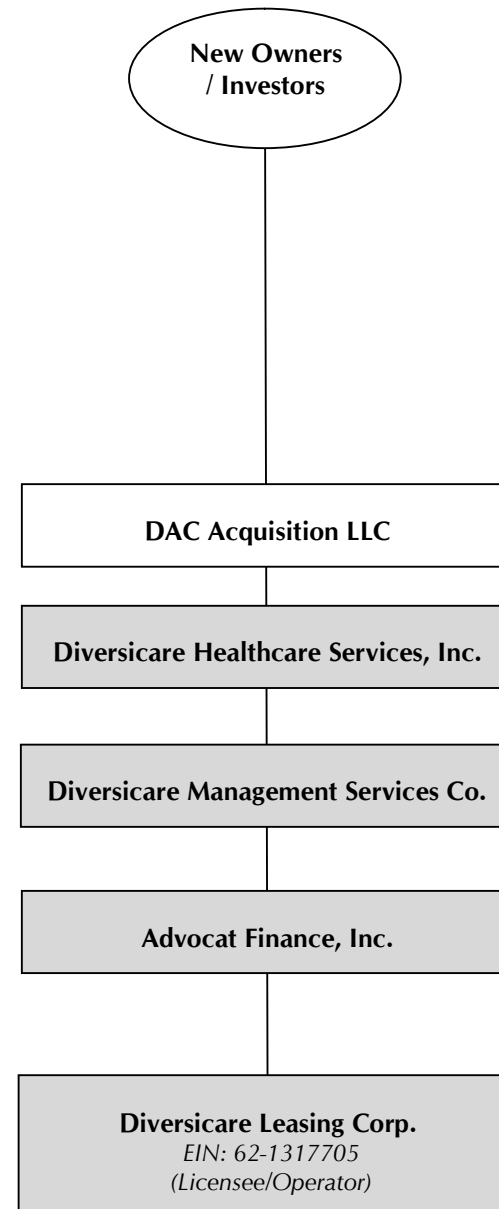 New Owners
/ Investors
DAC Acquisition LLC
Diversicare Healthcare Services, Inc.
Diversicare Management Services Co.
Advocat Finance, Inc.
Diversicare Leasing Corp.
EIN: 62-1317705
(Licensee/Operator)